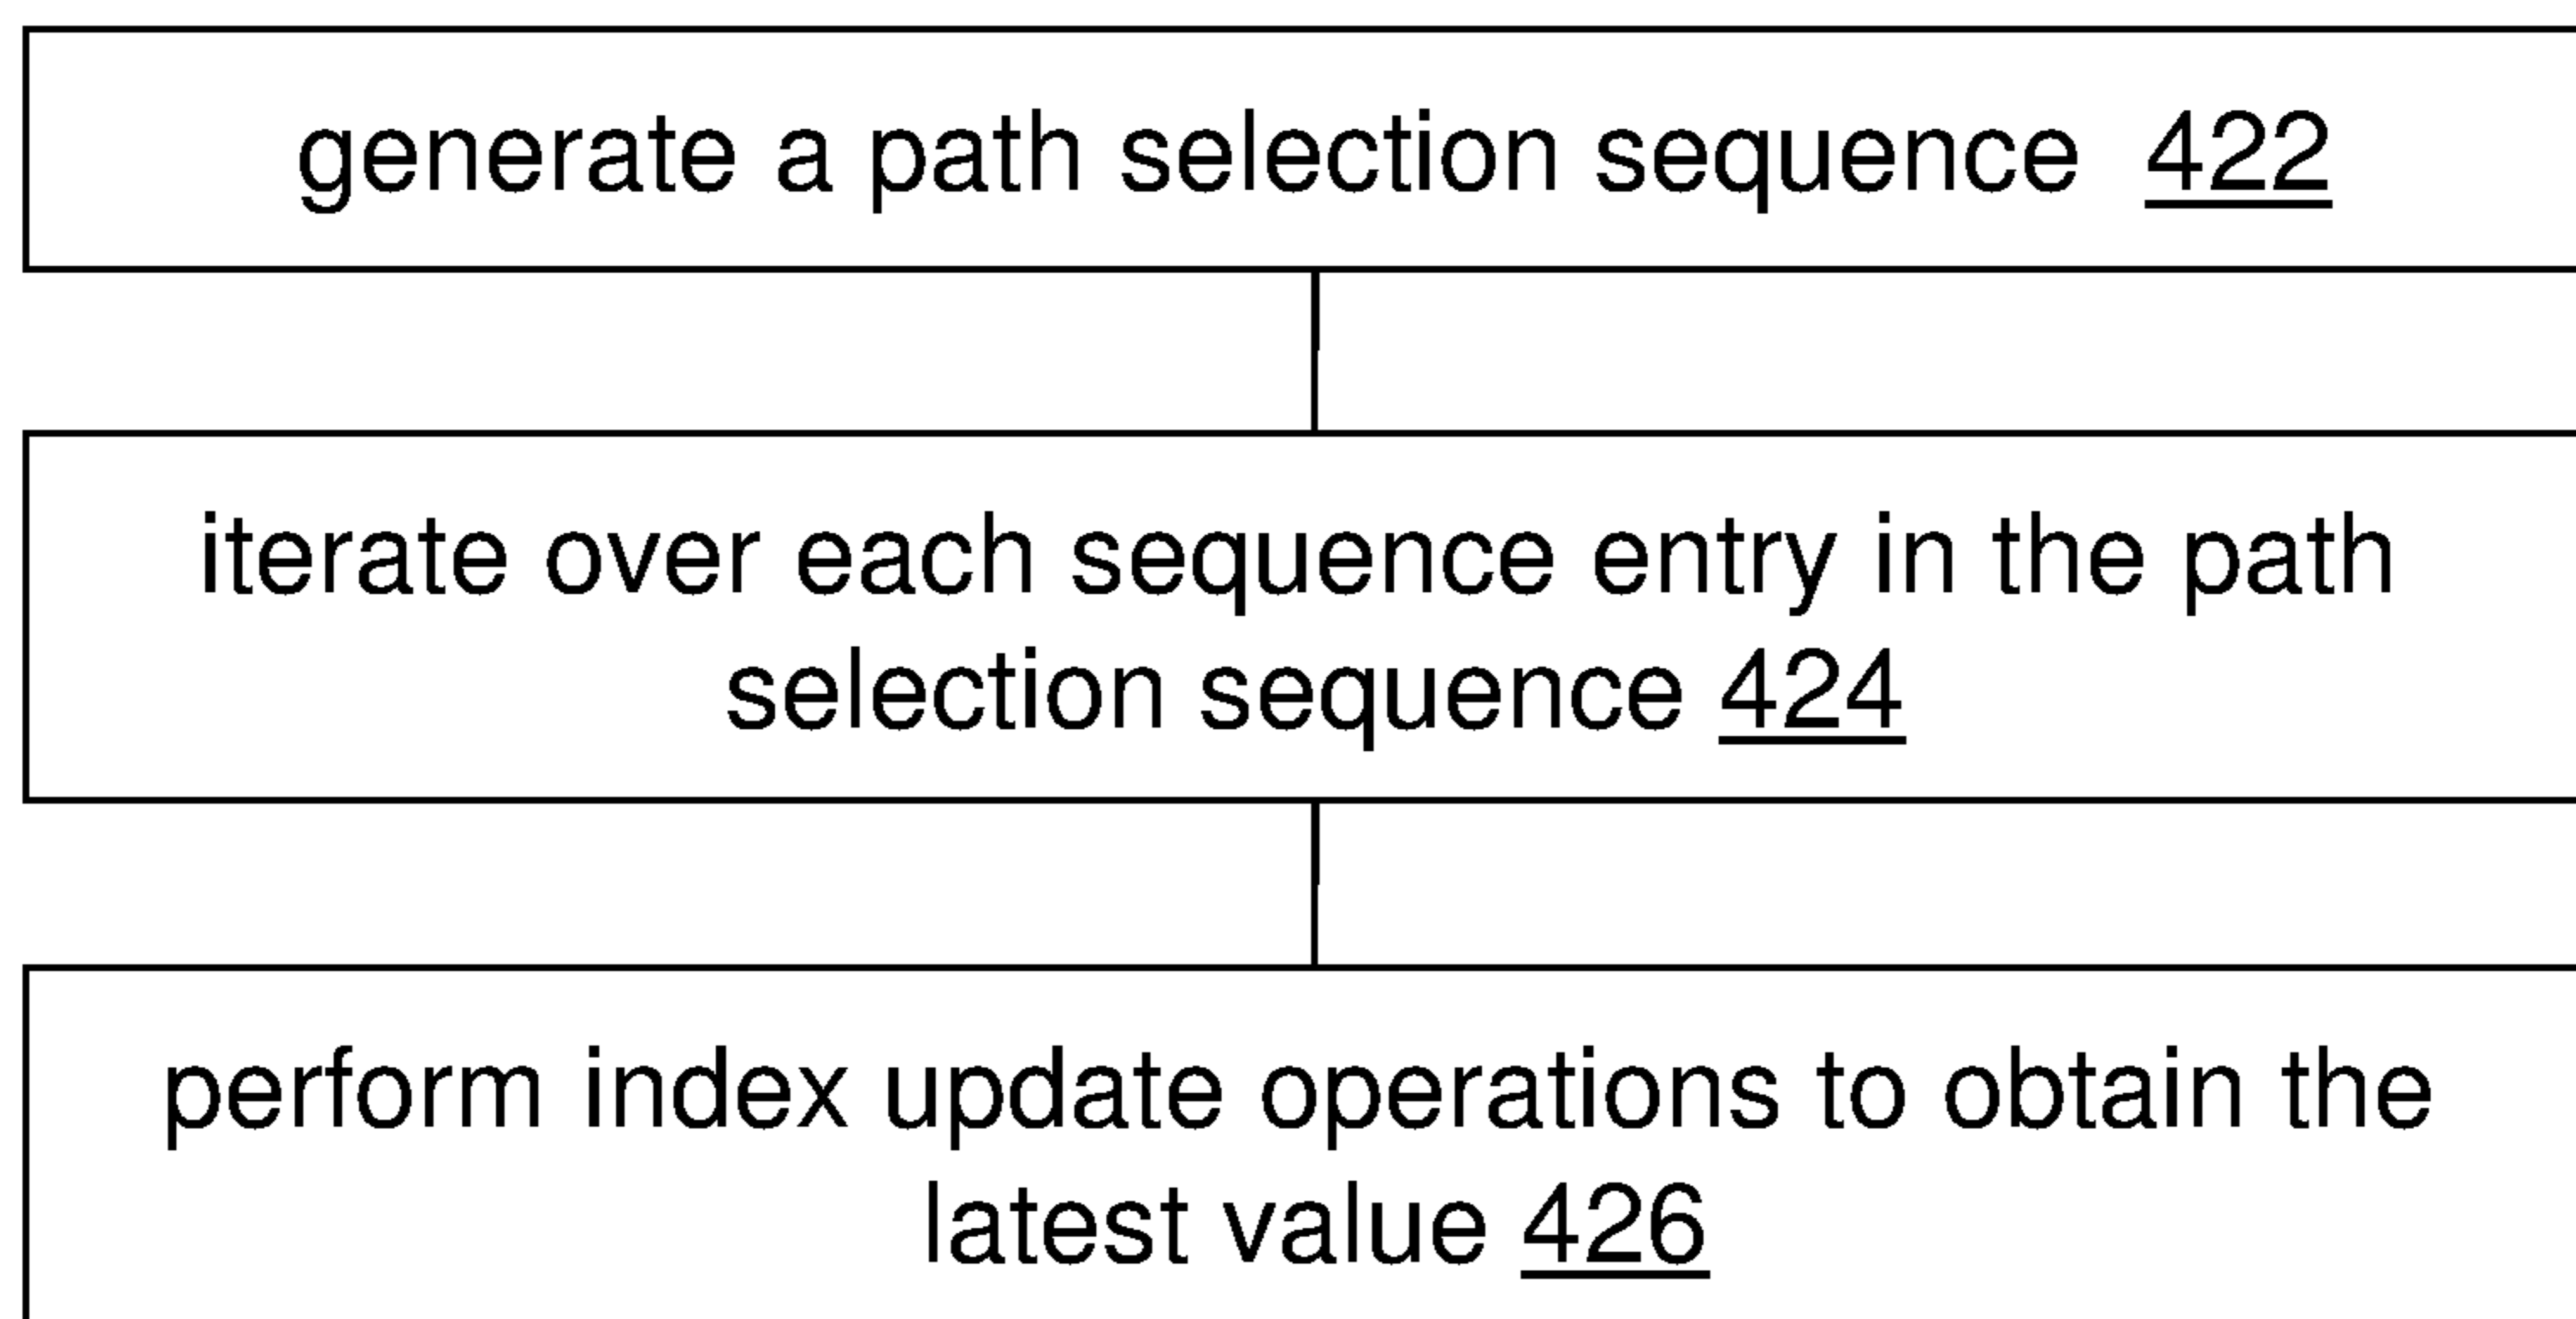 generate a path selection sequence 422
iterate over each sequence entry in the path
selection sequence 424
perform index update operations to obtain the
latest value 426